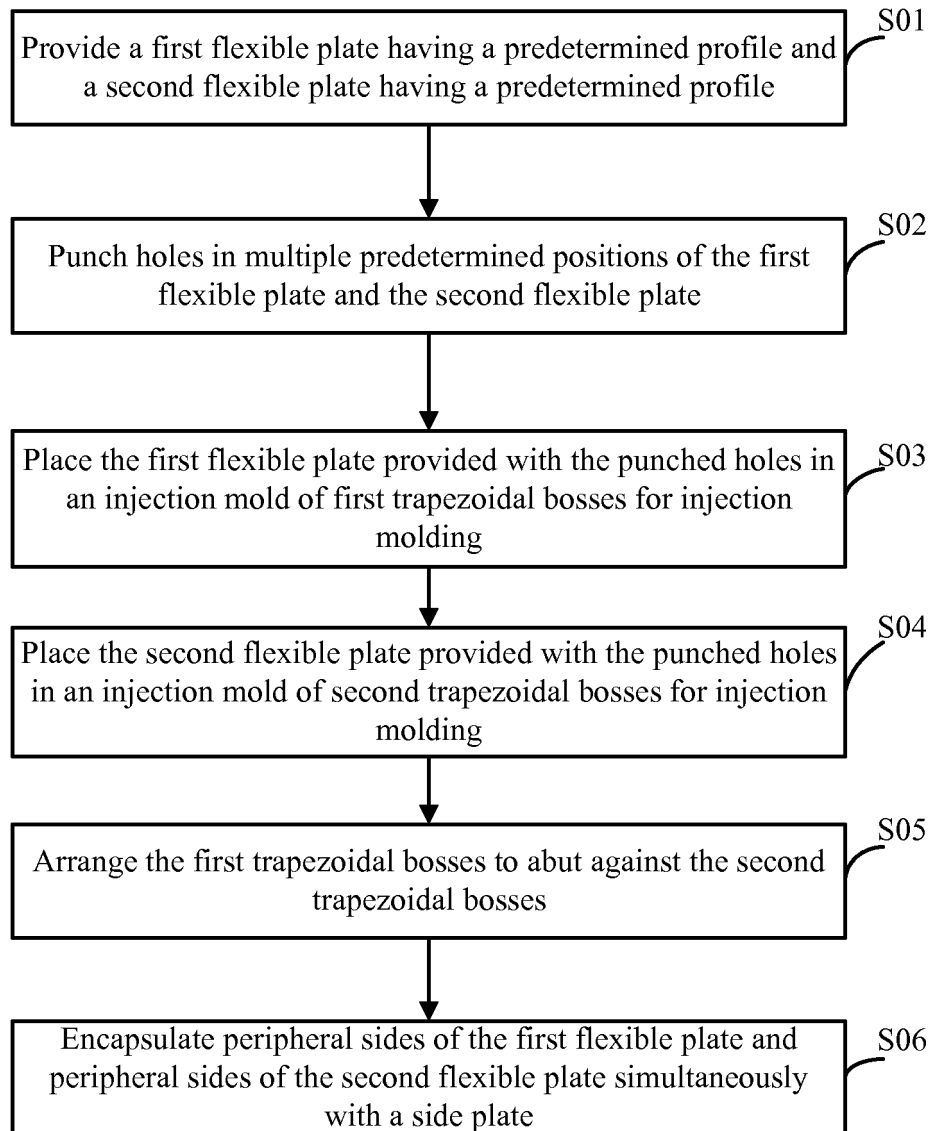 S01
Provide a first flexible plate having a predetermined profile and
a second flexible plate having a predetermined profile
S02
Punch holes in multiple predetermined positions of the first
flexible plate and the second flexible plate
S03
Place the first flexible plate provided with the punched holes in
an injection mold of first trapezoidal bosses for injection
molding
S04
Place the second flexible plate provided with the punched holes
in an injection mold of second trapezoidal bosses for injection
molding
S05
Arrange the first trapezoidal bosses to abut against the second
trapezoidal bosses
S06
Encapsulate peripheral sides of the first flexible plate and
peripheral sides of the second flexible plate simultaneously
with a side plate